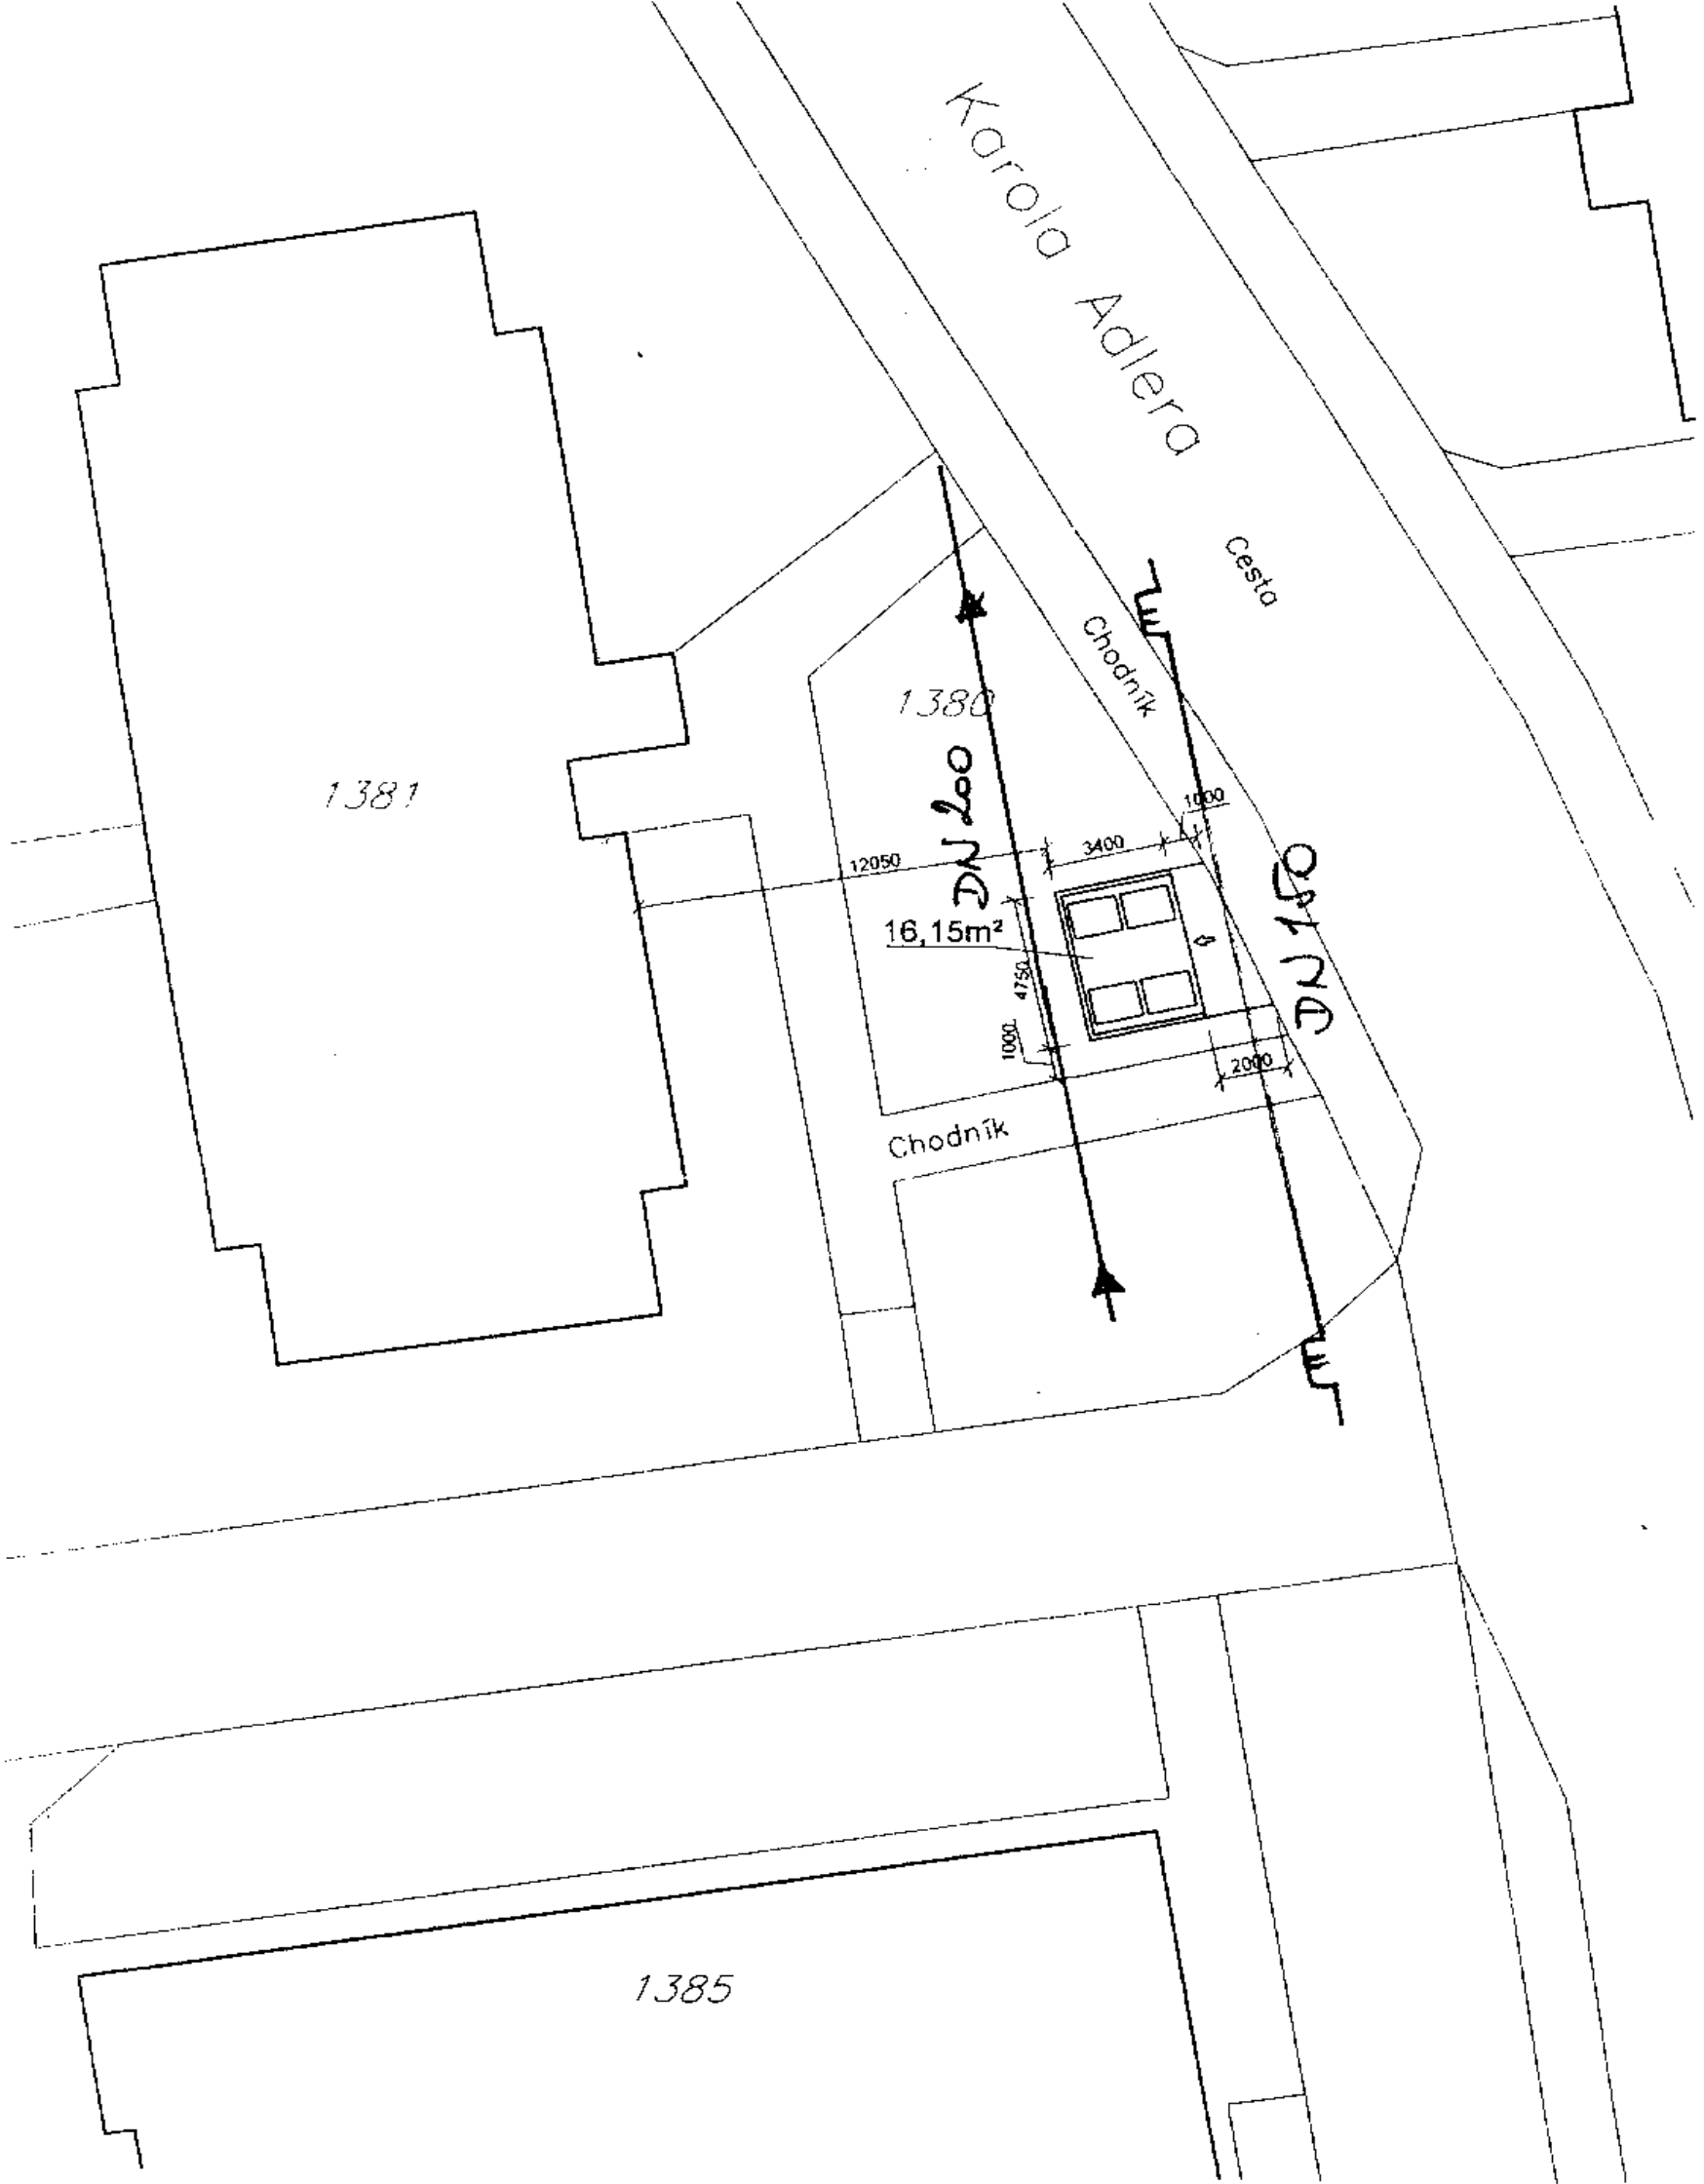 Karola Adlera
Cesta
Chodník
1380
1381
DN 200
1000
3400
12050
DN 150
16,15m²
4750
1000
2000
Chodník
1385